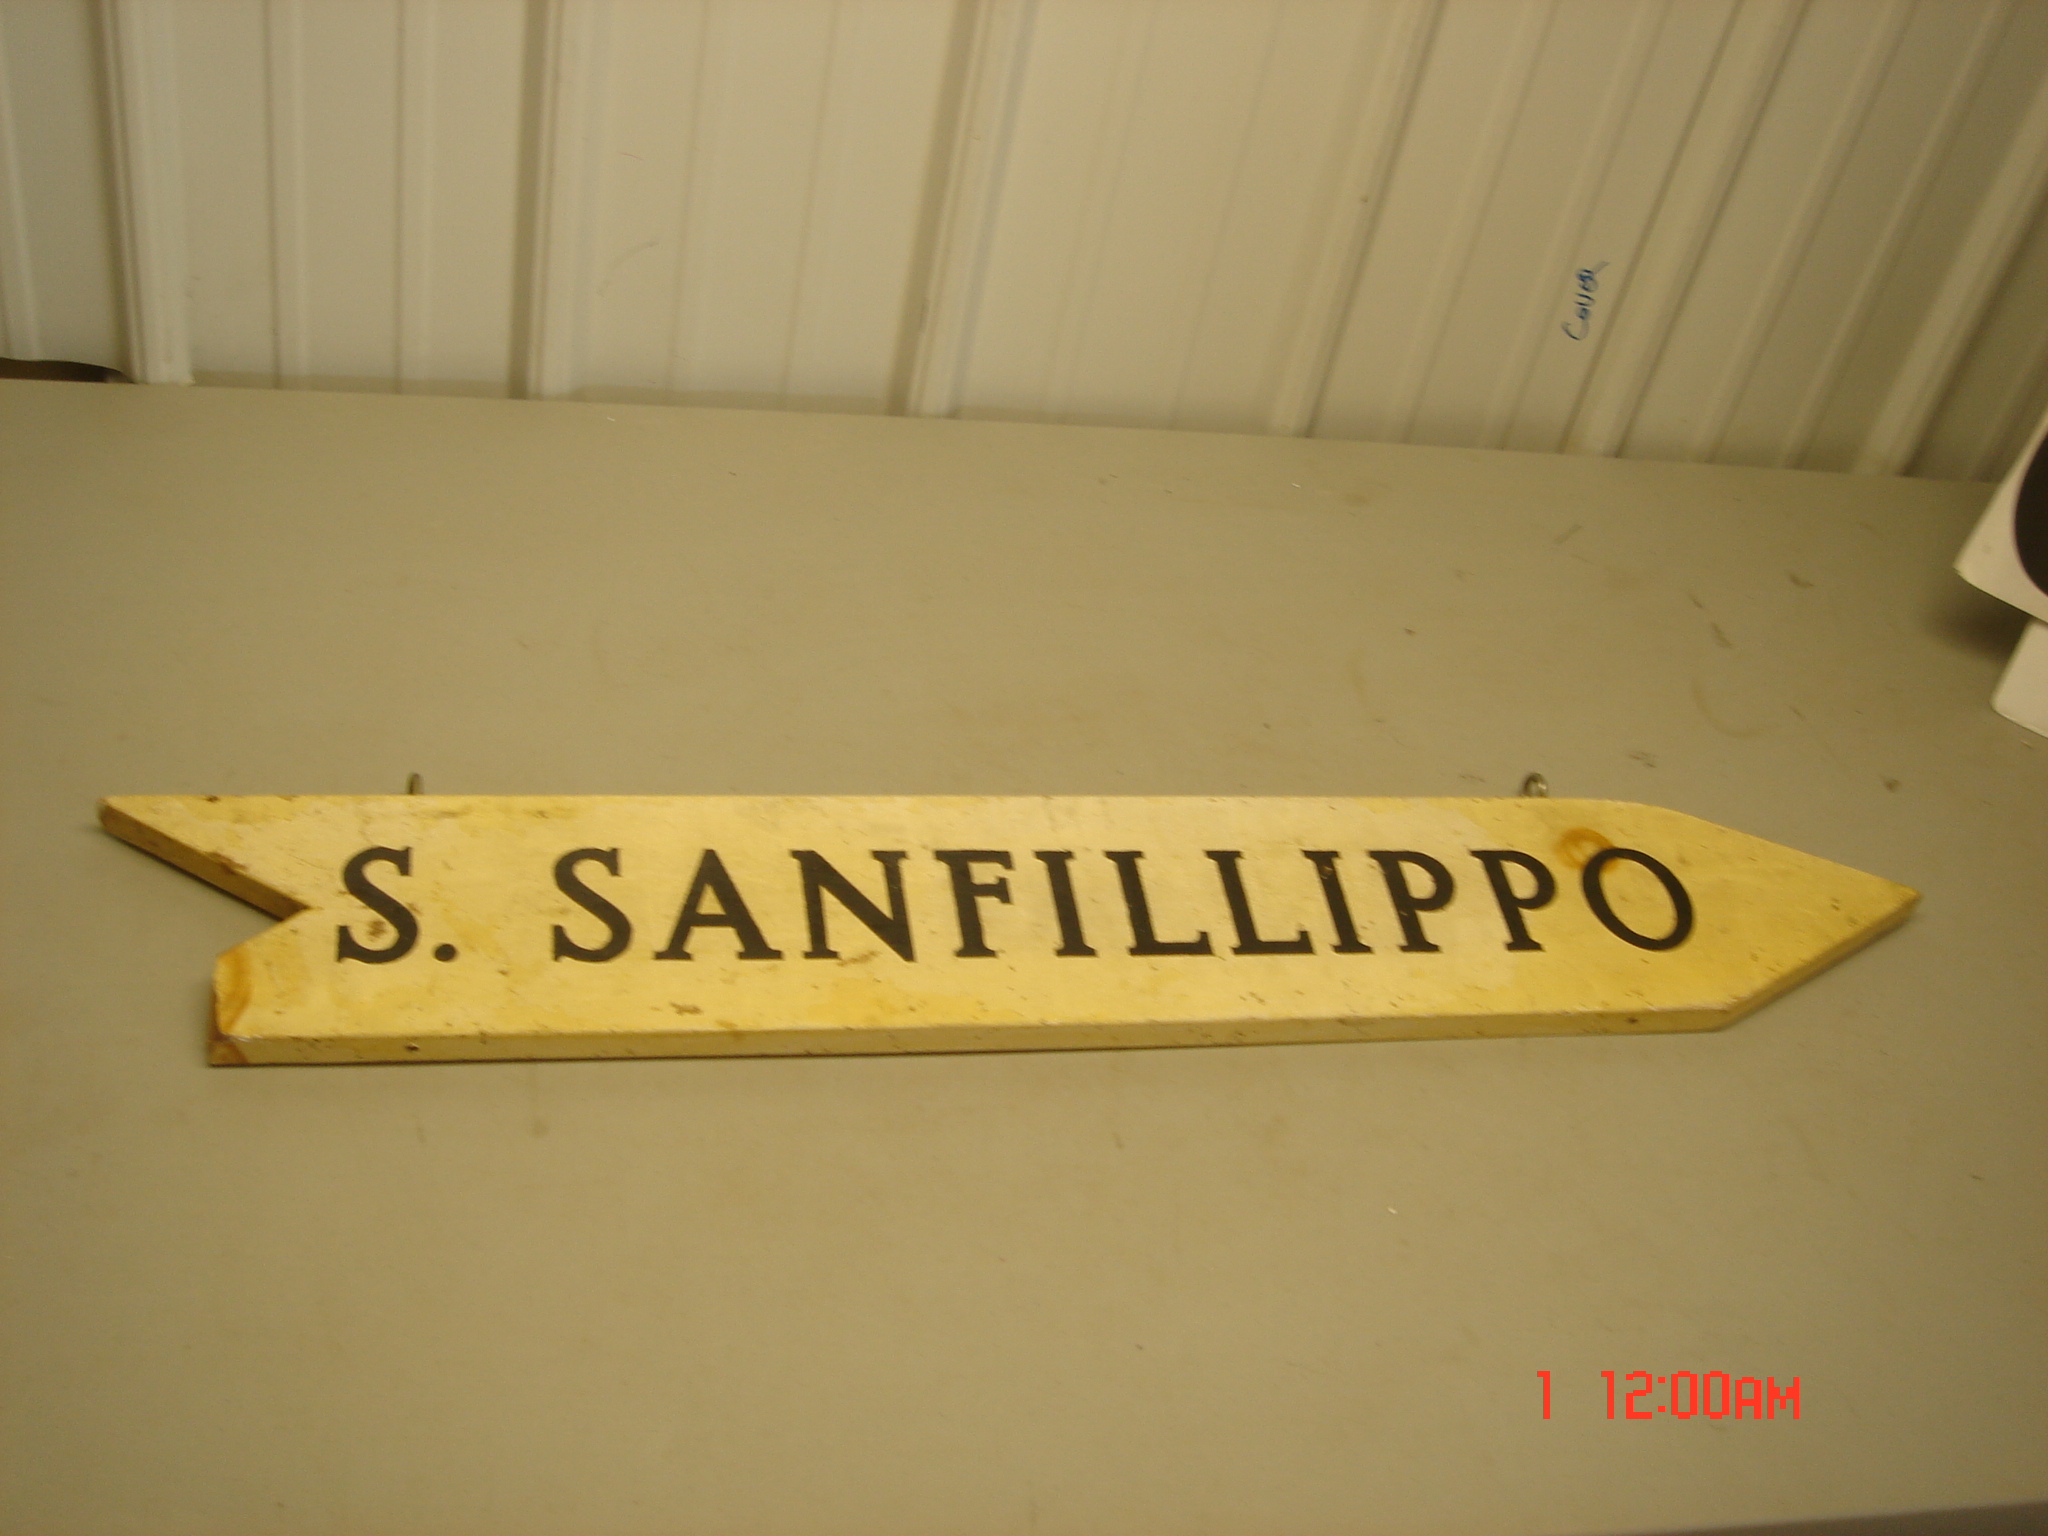 S. SANFILLIPPO
1 12:00AM